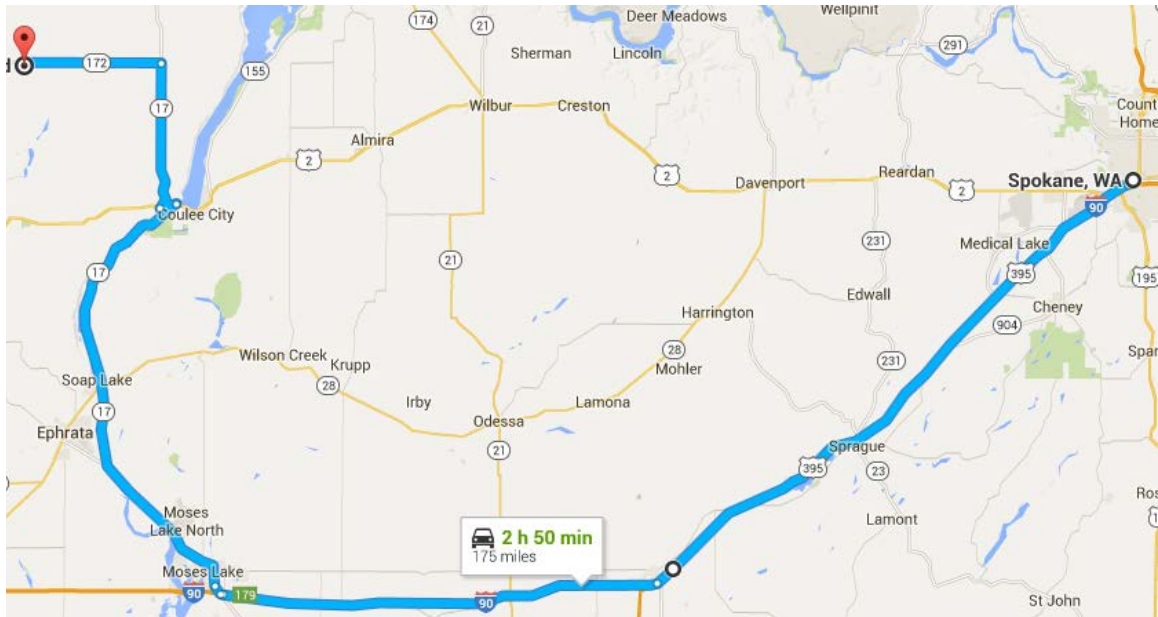 174
21
Deer Meadows
Wellpinit
291
d
172
155
Sherman
Lincoln
17
Wilbur
Creston
Count
Home
Almira
2
2
Davenport
Reardan
2
Spokane, WA
90
Coulee City
231
Medical Lake
395
195
17
21
Edwall
Cheney
Harrington
904
Wilson Creek
Krupp
28
Mohler
231
Spar
Soap Lake
28
Irby
Lamona
17
Ephrata
Odessa
21
Sprague
395
23
Ros
Moses
Lake North
Lamont
2 h 50 min
175 miles
Moses Lake
90
179
90
St John